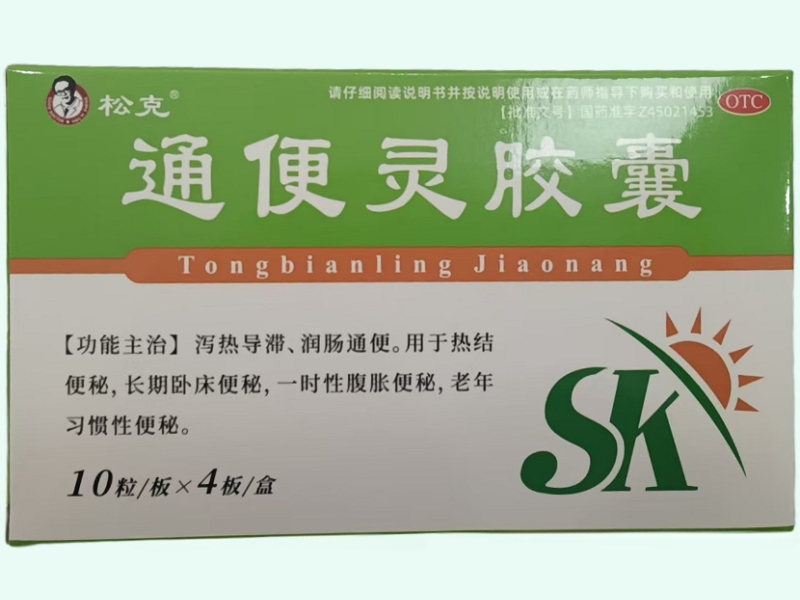 松克®
请仔细阅读说明书并按说明使用或在药师指导下购买和使用
【批准文号】国药准字Z45021453
OTC
通便灵胶囊
Tongbianling Jiaonang
【功能主治】泻热导滞、润肠通便。用于热结
便秘,长期卧床便秘,一时性腹胀便秘,老年
习惯性便秘。
10粒/板×4板/盒
SK